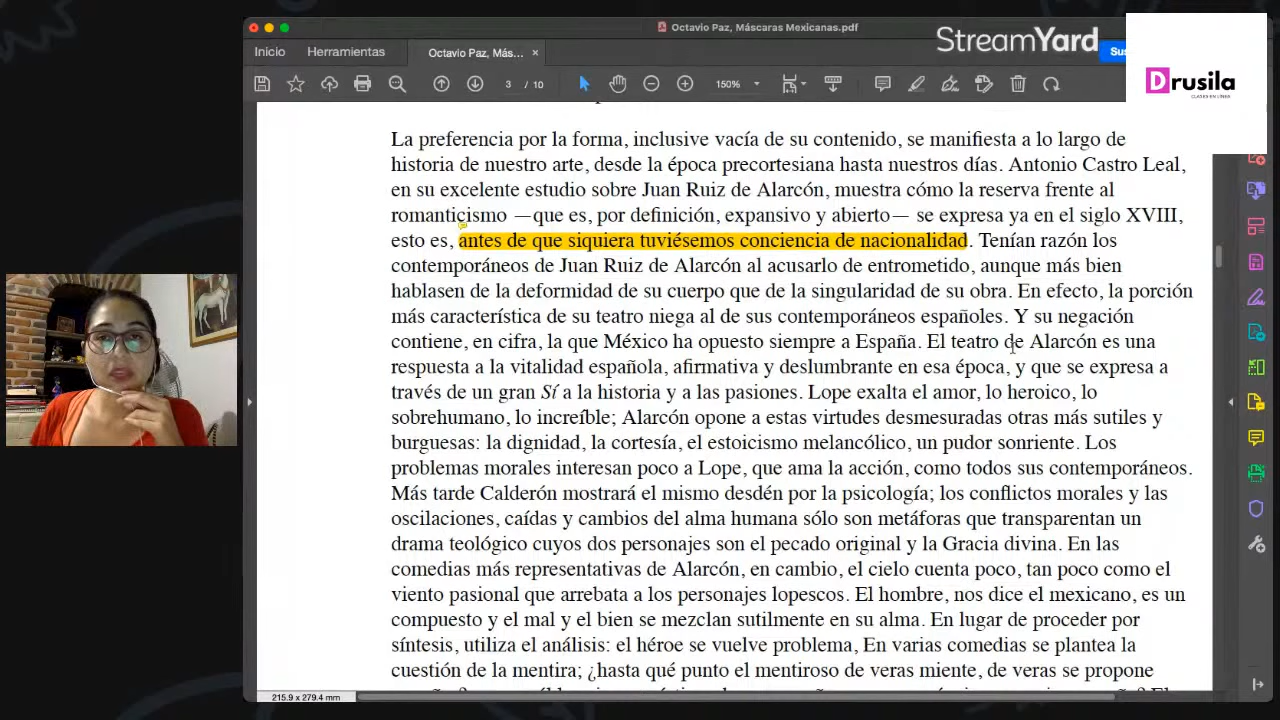 Octavio Paz, Máscaras Mexicanas.pdf
StreamYard
Sus
Drusila
CLASES EN LÍNEA
Inicio
Herramientas
Octavio Paz, Más...
3 / 10
150%
La preferencia por la forma, inclusive vacía de su contenido, se manifiesta a lo largo de
historia de nuestro arte, desde la época precortesiana hasta nuestros días. Antonio Castro Leal,
en su excelente estudio sobre Juan Ruiz de Alarcón, muestra cómo la reserva frente al
romanticismo —que es, por definición, expansivo y abierto— se expresa ya en el siglo XVIII,
esto es, antes de que siquiera tuviésemos conciencia de nacionalidad. Tenían razón los
contemporáneos de Juan Ruiz de Alarcón al acusarlo de entrometido, aunque más bien
hablasen de la deformidad de su cuerpo que de la singularidad de su obra. En efecto, la porción
más característica de su teatro niega al de sus contemporáneos españoles. Y su negación
contiene, en cifra, la que México ha opuesto siempre a España. El teatro de Alarcón es una
respuesta a la vitalidad española, afirmativa y deslumbrante en esa época, y que se expresa a
través de un gran Sí a la historia y a las pasiones. Lope exalta el amor, lo heroico, lo
sobrehumano, lo increíble; Alarcón opone a estas virtudes desmesuradas otras más sutiles y
burguesas: la dignidad, la cortesía, el estoicismo melancólico, un pudor sonriente. Los
problemas morales interesan poco a Lope, que ama la acción, como todos sus contemporáneos.
Más tarde Calderón mostrará el mismo desdén por la psicología; los conflictos morales y las
oscilaciones, caídas y cambios del alma humana sólo son metáforas que transparentan un
drama teológico cuyos dos personajes son el pecado original y la Gracia divina. En las
comedias más representativas de Alarcón, en cambio, el cielo cuenta poco, tan poco como el
viento pasional que arrebata a los personajes lopescos. El hombre, nos dice el mexicano, es un
compuesto y el mal y el bien se mezclan sutilmente en su alma. En lugar de proceder por
síntesis, utiliza el análisis: el héroe se vuelve problema, En varias comedias se plantea la
cuestión de la mentira; ¿hasta qué punto el mentiroso de veras miente, de veras se propone
215.9 x 279.4 mm